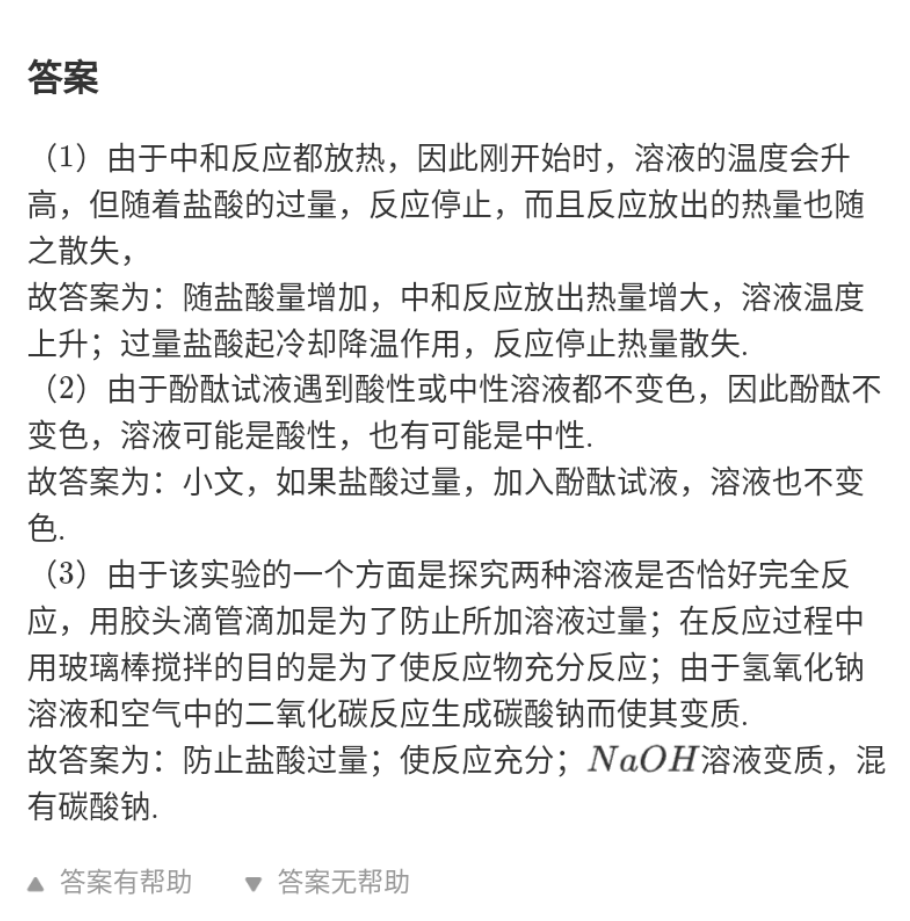 答案
（1）由于中和反应都放热，因此刚开始时，溶液的温度会升
高，但随着盐酸的过量，反应停止，而且反应放出的热量也随
之散失，
故答案为：随盐酸量增加，中和反应放出热量增大，溶液温度
上升；过量盐酸起冷却降温作用，反应停止热量散失.
（2）由于酚酞试液遇到酸性或中性溶液都不变色，因此酚酞不
变色，溶液可能是酸性，也有可能是中性.
故答案为：小文，如果盐酸过量，加入酚酞试液，溶液也不变
色.
（3）由于该实验的一个方面是探究两种溶液是否恰好完全反
应，用胶头滴管滴加是为了防止所加溶液过量；在反应过程中
用玻璃棒搅拌的目的是为了使反应物充分反应；由于氢氧化钠
溶液和空气中的二氧化碳反应生成碳酸钠而使其变质.
故答案为：防止盐酸过量；使反应充分；NaOH溶液变质，混
有碳酸钠.
▲ 答案有帮助 ▼ 答案无帮助